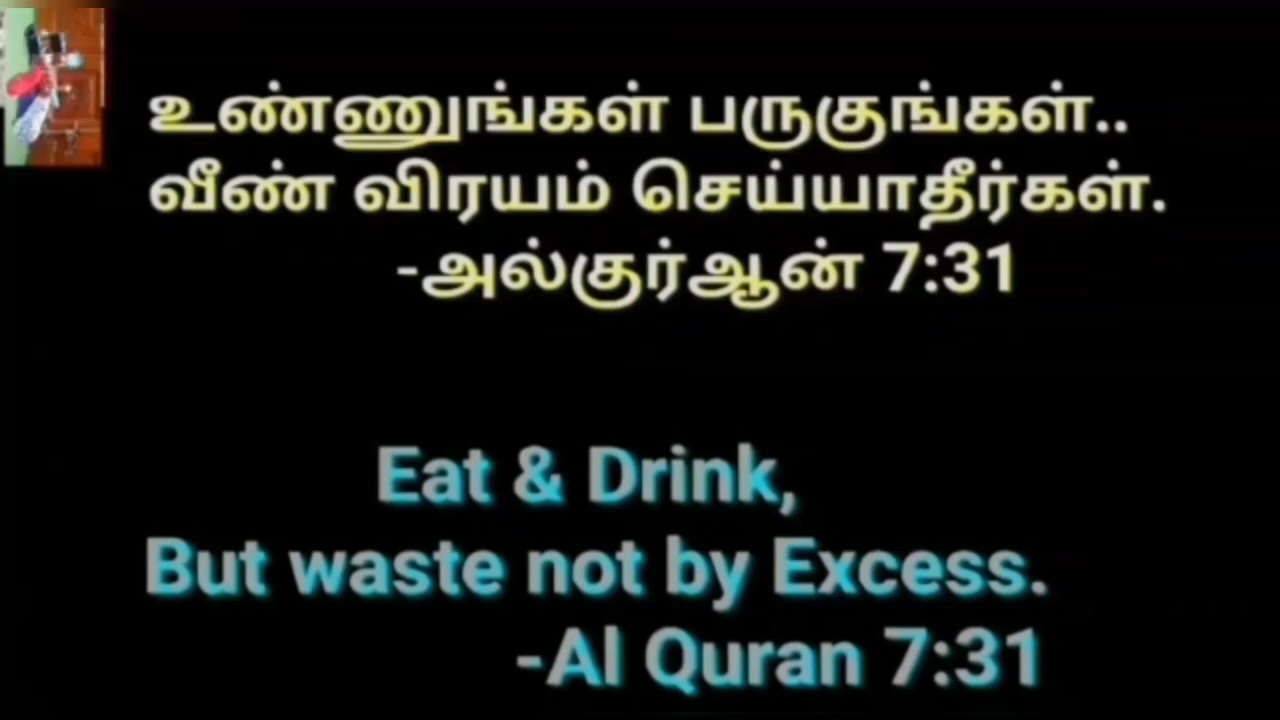 உண்ணுங்கள் பருகுங்கள்..
வீண் விரயம் செய்யாதீர்கள்.
-அல்குர்ஆன் 7:31
Eat & Drink,
But waste not by Excess.
-Al Quran 7:31